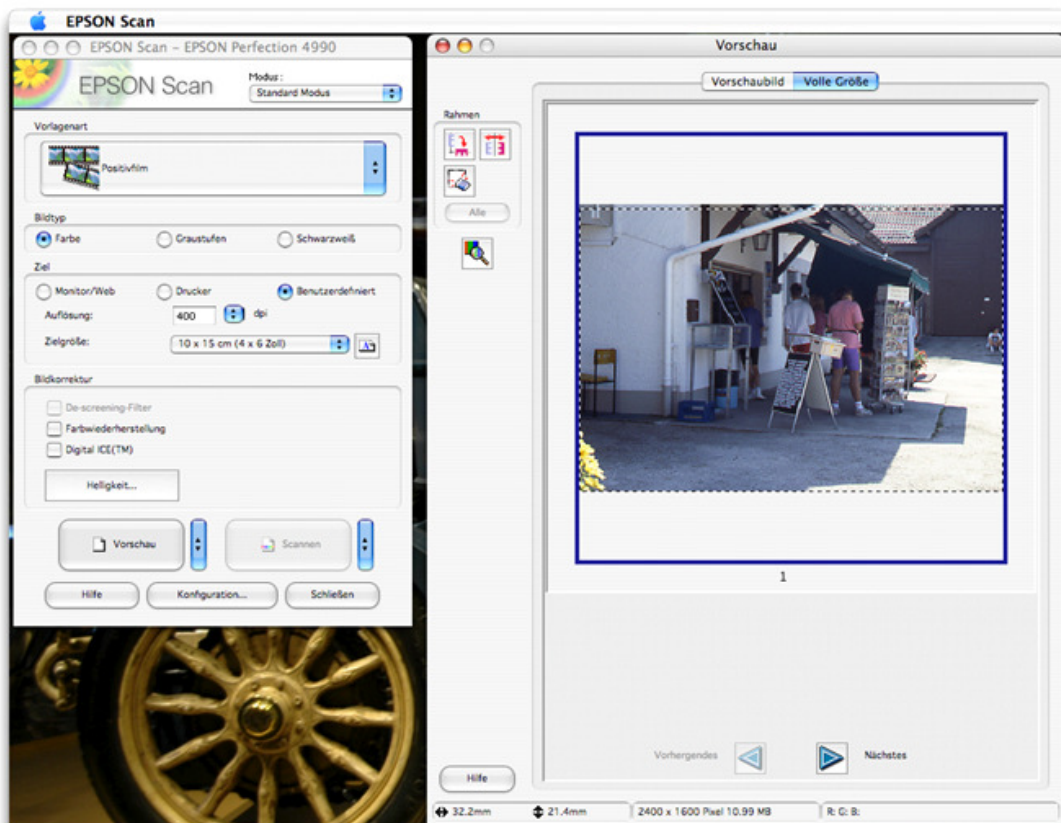 EPSON Scan
EPSON Scan – EPSON Perfection 4990
EPSON Scan
Modus:
Standard Modus
Vorlagenart
Positivfilm
Bildtyp
Farbe
Graustufen
Schwarzweiß
Ziel
Monitor/Web
Drucker
Benutzerdefiniert
Auflösung:
400
dpi
Zielgröße:
10 x 15 cm (4 x 6 Zoll)
A
Bildkorrektur
De-screening-Filter
Farbwiederherstellung
Digital ICE(TM)
Helligkeit...
Vorschau
Scannen
Hilfe
Konfiguration...
Schließen
Vorschau
Vorschaubild
Volle Größe
Rahmen
Alle
1
Vorhergendes
Nächstes
Hilfe
32.2mm
21.4mm
2400 x 1600 Pixel 10.99 MB
R: G: B: